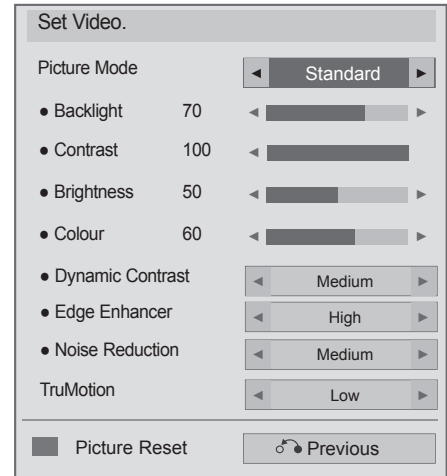 Set Video.
Picture Mode ◄ Standard ►
● Backlight 70 ◄ ►
● Contrast 100 ◄
● Brightness 50 ◄ ►
● Colour 60 ◄ ►
● Dynamic Contrast ◄ Medium ►
● Edge Enhancer ◄ High ►
● Noise Reduction ◄ Medium ►
TruMotion ◄ Low ►
Picture Reset Previous